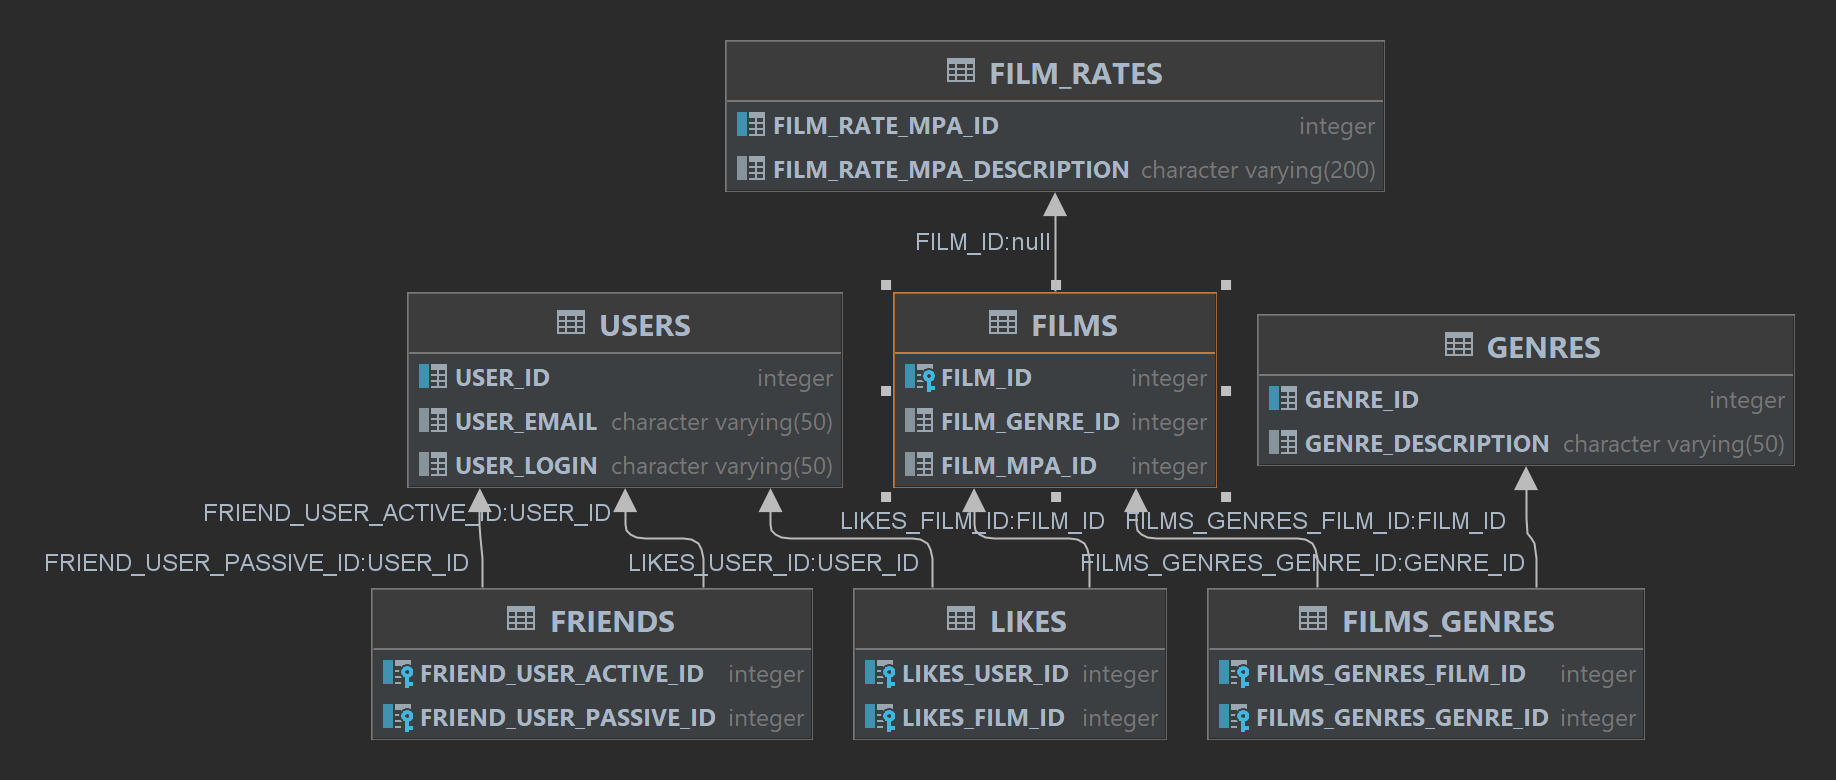 FILM_RATES
FILM_RATE_MPA_ID integer
FILM_RATE_MPA_DESCRIPTION character varying(200)
FILM_ID:null
USERS
USER_ID integer
USER_EMAIL character varying(50)
USER_LOGIN character varying(50)
FILMS
FILM_ID integer
FILM_GENRE_ID integer
FILM_MPA_ID integer
GENRES
GENRE_ID integer
GENRE_DESCRIPTION character varying(50)
FRIEND_USER_ACTIVE_ID:USER_ID
LIKES_FILM_ID:FILM_ID
FILMS_GENRES_FILM_ID:FILM_ID
FRIEND_USER_PASSIVE_ID:USER_ID
LIKES_USER_ID:USER_ID
FILMS_GENRES_GENRE_ID:GENRE_ID
FRIENDS
FRIEND_USER_ACTIVE_ID integer
FRIEND_USER_PASSIVE_ID integer
LIKES
LIKES_USER_ID integer
LIKES_FILM_ID integer
FILMS_GENRES
FILMS_GENRES_FILM_ID integer
FILMS_GENRES_GENRE_ID integer